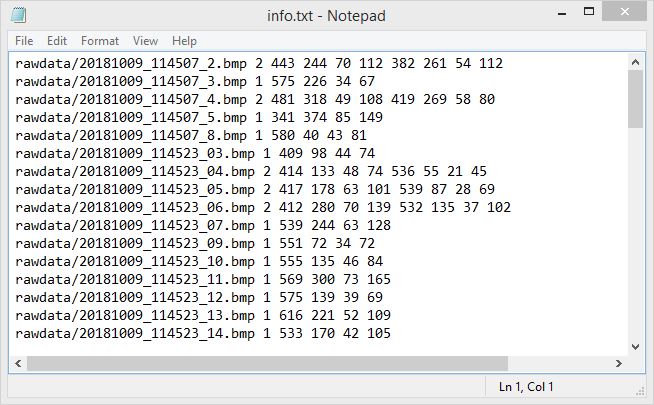 info.txt - Notepad
File Edit Format View Help
rawdata/20181009_114507_2.bmp 2 443 244 70 112 382 261 54 112
rawdata/20181009_114507_3.bmp 1 575 226 34 67
rawdata/20181009_114507_4.bmp 2 481 318 49 108 419 269 58 80
rawdata/20181009_114507_5.bmp 1 341 374 85 149
rawdata/20181009_114507_8.bmp 1 580 40 43 81
rawdata/20181009_114523_03.bmp 1 409 98 44 74
rawdata/20181009_114523_04.bmp 2 414 133 48 74 536 55 21 45
rawdata/20181009_114523_05.bmp 2 417 178 63 101 539 87 28 69
rawdata/20181009_114523_06.bmp 2 412 280 70 139 532 135 37 102
rawdata/20181009_114523_07.bmp 1 539 244 63 128
rawdata/20181009_114523_09.bmp 1 551 72 34 72
rawdata/20181009_114523_10.bmp 1 555 135 46 84
rawdata/20181009_114523_11.bmp 1 569 300 73 165
rawdata/20181009_114523_12.bmp 1 575 139 39 69
rawdata/20181009_114523_13.bmp 1 616 221 52 109
rawdata/20181009_114523_14.bmp 1 533 170 42 105
Ln 1, Col 1